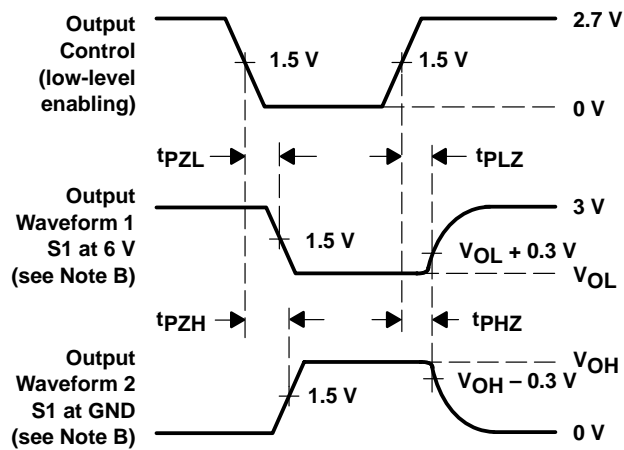 Output
Control
(low-level
enabling)
2.7 V
1.5 V
1.5 V
0 V
tPZL
tPLZ
Output
Waveform 1
S1 at 6 V
(see Note B)
3 V
1.5 V
VOL + 0.3 V
VOL
tPZH
tPHZ
Output
Waveform 2
S1 at GND
(see Note B)
VOH
VOH – 0.3 V
1.5 V
0 V